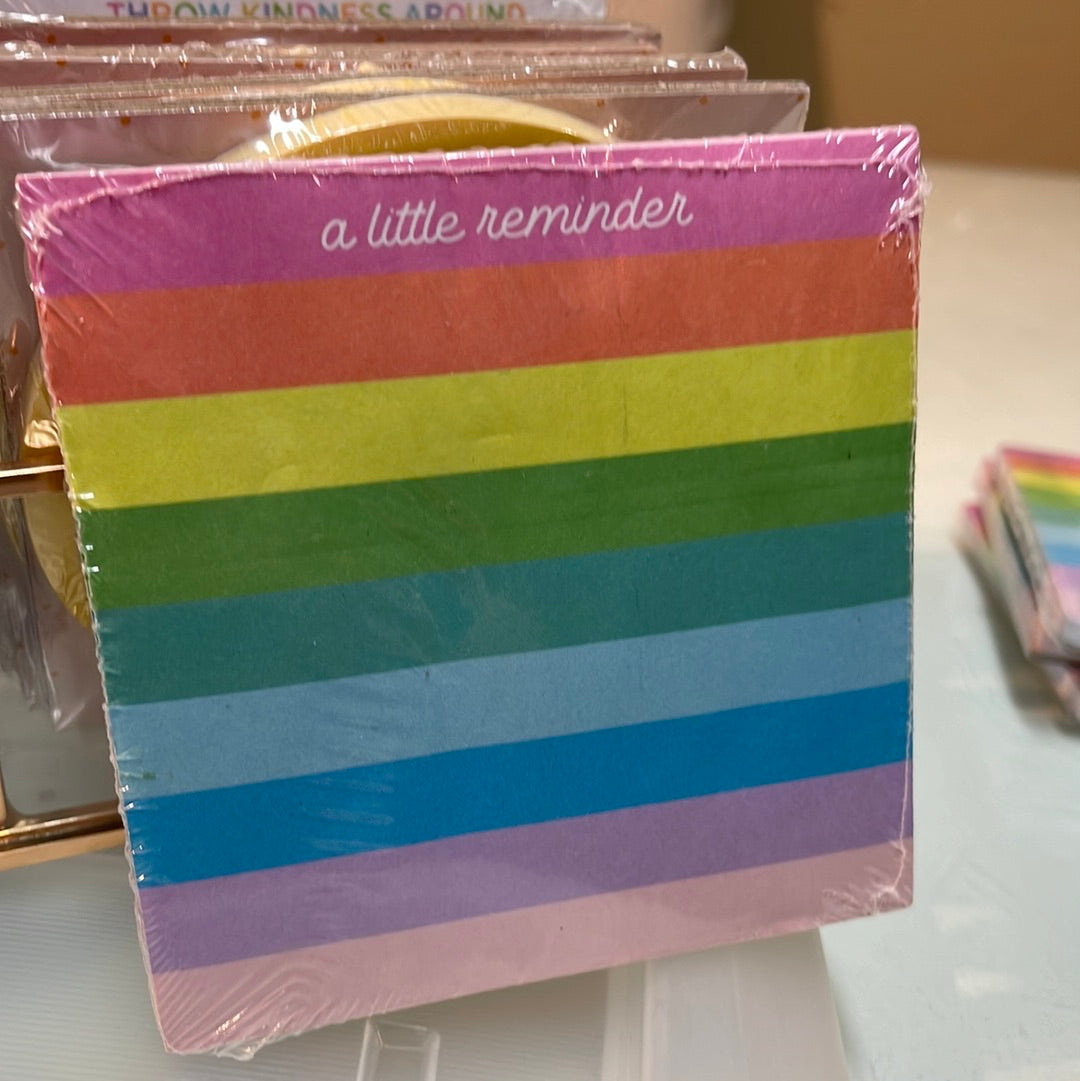 THROW KINDNESS AROUND
a little reminder